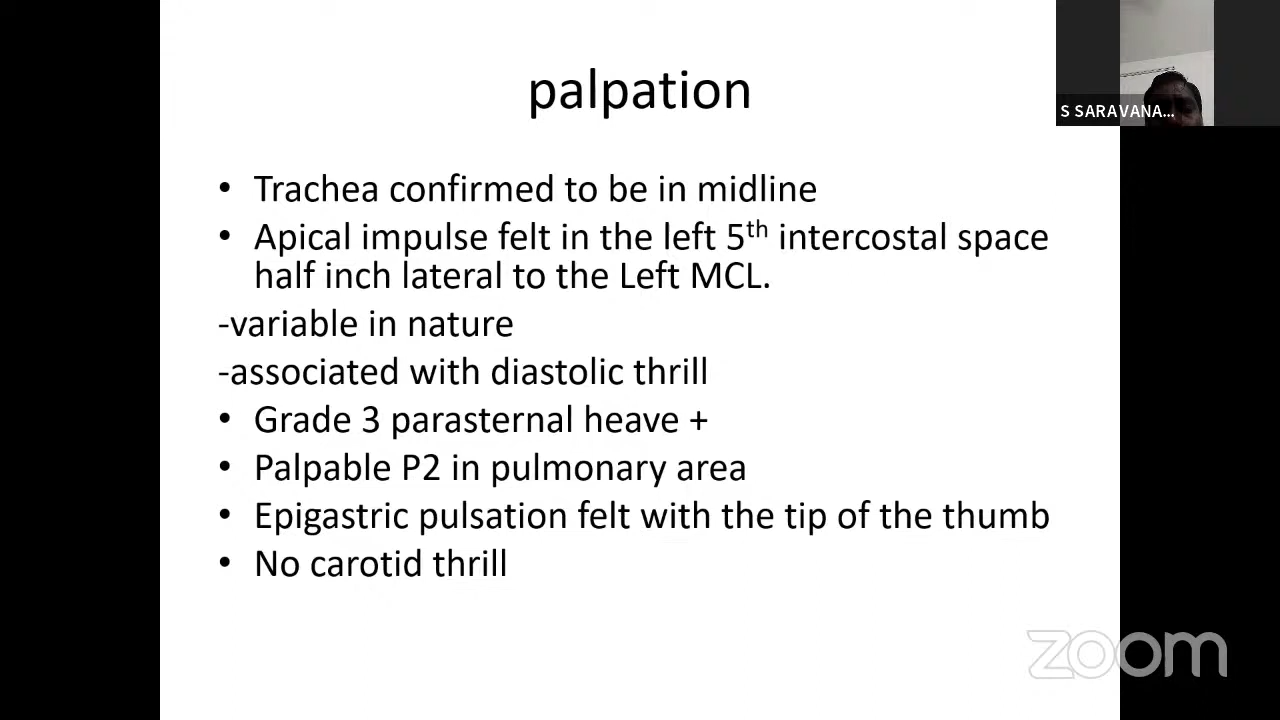 palpation
S SARAVANA...
• Trachea confirmed to be in midline
• Apical impulse felt in the left 5th intercostal space
half inch lateral to the Left MCL.
-variable in nature
-associated with diastolic thrill
• Grade 3 parasternal heave +
• Palpable P2 in pulmonary area
• Epigastric pulsation felt with the tip of the thumb
• No carotid thrill
zoom